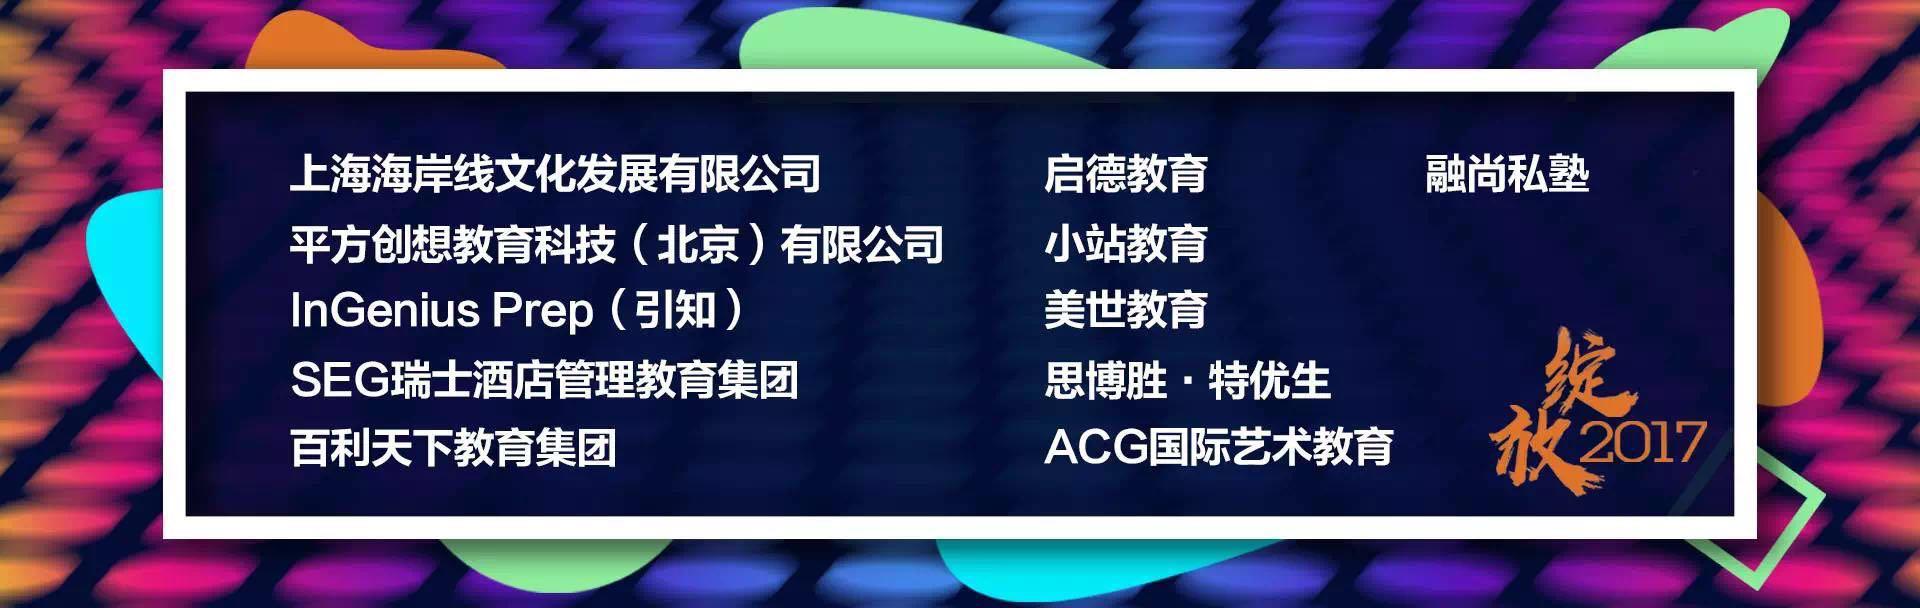 上海海岸线文化发展有限公司
平方创想教育科技（北京）有限公司
InGenius Prep（引知）
SEG瑞士酒店管理教育集团
百利天下教育集团
启德教育
小站教育
美世教育
思博胜·特优生
ACG国际艺术教育
融尚私塾
绽放2017